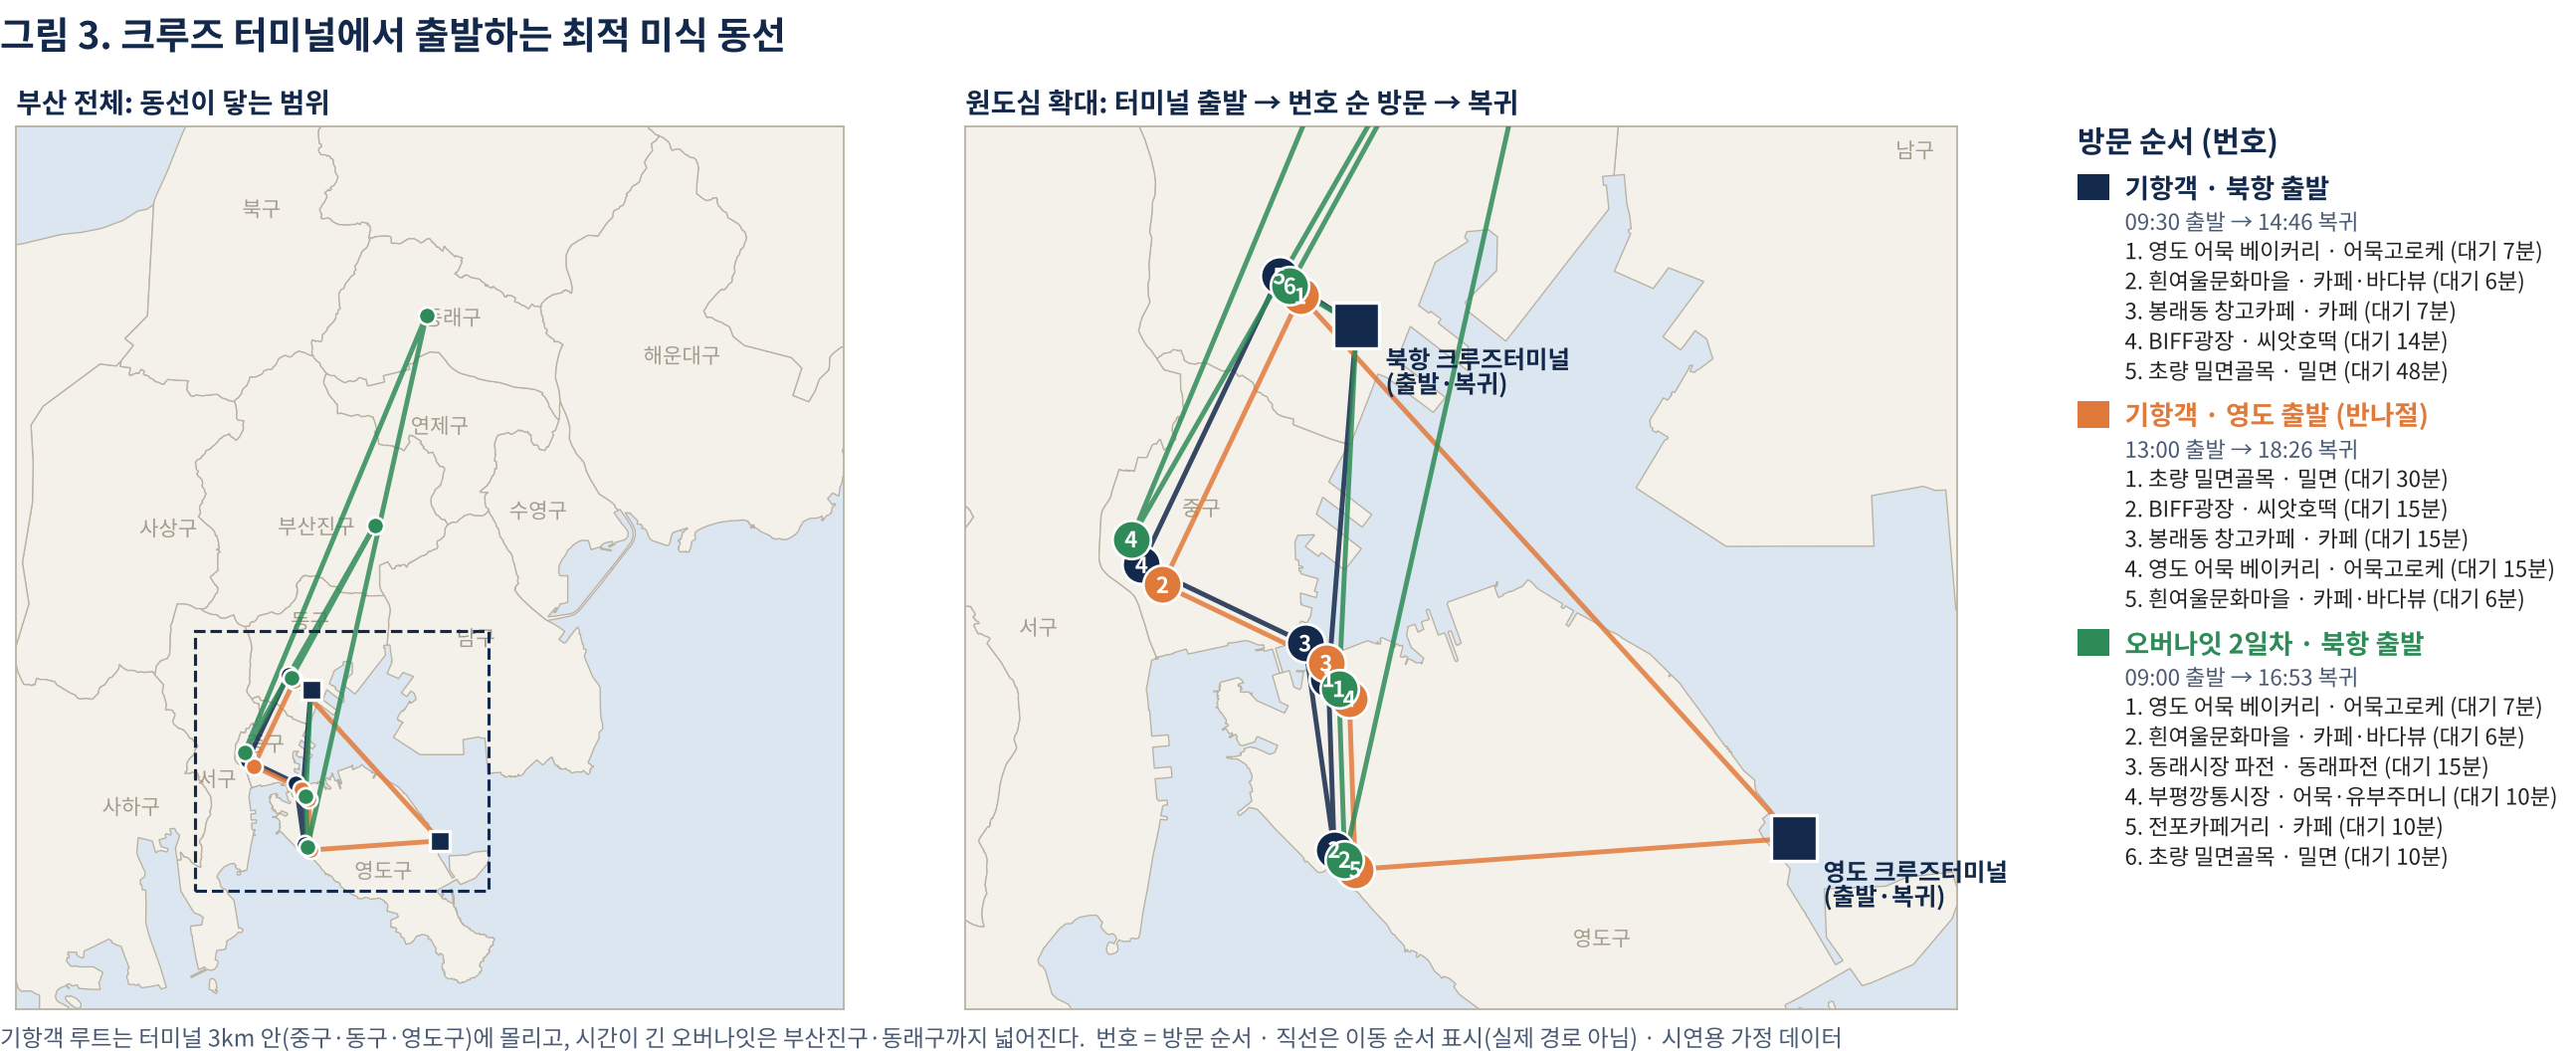 그림 3. 크루즈 터미널에서 출발하는 최적 미식 동선
부산 전체: 동선이 닿는 범위
북구
동래구
해운대구
연제구
수영구
사상구
부산진구
동구
남구
중구
서구
사하구
영도구
원도심 확대: 터미널 출발 → 번호 순 방문 → 복귀
남구
5
6
1
북항 크루즈터미널
(출발·복귀)
중구
4
4
2
서구
3
3
1
1
4
2
2
5
영도 크루즈터미널
(출발·복귀)
영도구
방문 순서 (번호)
기항객 · 북항 출발
09:30 출발 → 14:46 복귀
1. 영도 어묵 베이커리 · 어묵고로케 (대기 7분)
2. 흰여울문화마을 · 카페·바다뷰 (대기 6분)
3. 봉래동 창고카페 · 카페 (대기 7분)
4. BIFF광장 · 씨앗호떡 (대기 14분)
5. 초량 밀면골목 · 밀면 (대기 48분)
기항객 · 영도 출발 (반나절)
13:00 출발 → 18:26 복귀
1. 초량 밀면골목 · 밀면 (대기 30분)
2. BIFF광장 · 씨앗호떡 (대기 15분)
3. 봉래동 창고카페 · 카페 (대기 15분)
4. 영도 어묵 베이커리 · 어묵고로케 (대기 15분)
5. 흰여울문화마을 · 카페·바다뷰 (대기 6분)
오버나잇 2일차 · 북항 출발
09:00 출발 → 16:53 복귀
1. 영도 어묵 베이커리 · 어묵고로케 (대기 7분)
2. 흰여울문화마을 · 카페·바다뷰 (대기 6분)
3. 동래시장 파전 · 동래파전 (대기 15분)
4. 부평깡통시장 · 어묵·유부주머니 (대기 10분)
5. 전포카페거리 · 카페 (대기 10분)
6. 초량 밀면골목 · 밀면 (대기 10분)
기항객 루트는 터미널 3km 안(중구·동구·영도구)에 몰리고, 시간이 긴 오버나잇은 부산진구·동래구까지 넓어진다. 번호 = 방문 순서 · 직선은 이동 순서 표시(실제 경로 아님) · 시연용 가정 데이터